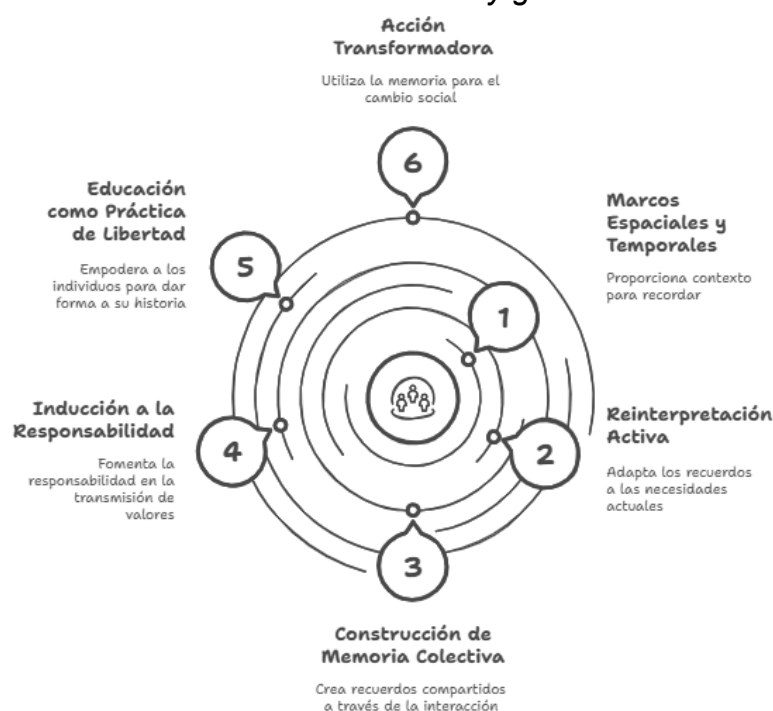 Acción
Transformadora
Utiliza la memoria para el
cambio social
6
Educación
como Práctica
de Libertad
Empodera a los
individuos para dar
forma a su historia
5
Marcos
Espaciales y
Temporales
Proporciona contexto
para recordar
1
Inducción a la
Responsabilidad
Fomenta la
responsabilidad en la
transmisión de
valores
4
Reinterpretación
Activa
Adapta los recuerdos
a las necesidades
actuales
2
3
Construcción de
Memoria Colectiva
Crea recuerdos compartidos
a través de la interacción